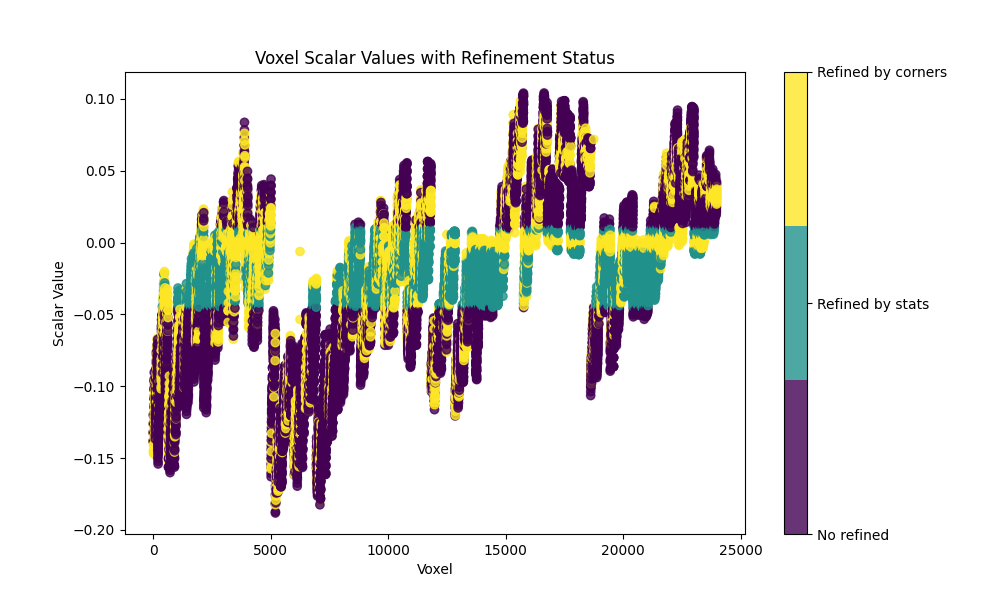 Voxel Scalar Values with Refinement Status
Scalar Value
0.10
0.05
0.00
−0.05
−0.10
−0.15
−0.20
0
5000
10000
15000
20000
25000
Voxel
Refined by corners
Refined by stats
No refined